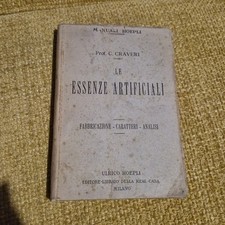 MANUALI HOEPLI
Prof. C. CRAVERI
LE
ESSENZE ARTIFICIALI
FABBRICAZIONE - CARATTERI - ANALISI
ULRICO HOEPLI
EDITORE LIBRAIO DELLA REAL CASA
MILANO